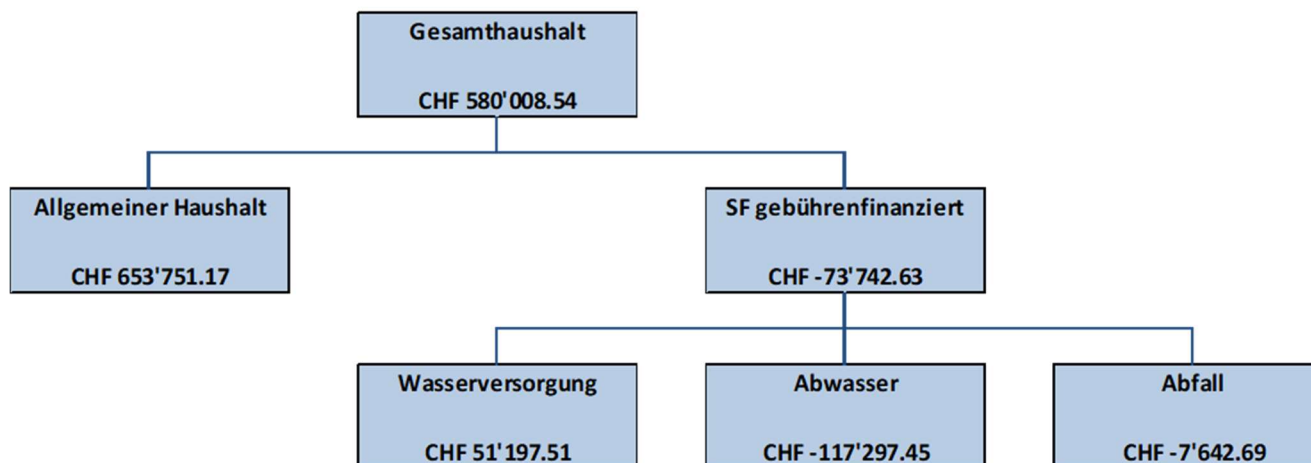 Gesamthaushalt
CHF 580'008.54
Allgemeiner Haushalt
CHF 653'751.17
SF gebührenfinanziert
CHF -73'742.63
Wasserversorgung
CHF 51'197.51
Abwasser
CHF -117'297.45
Abfall
CHF -7'642.69